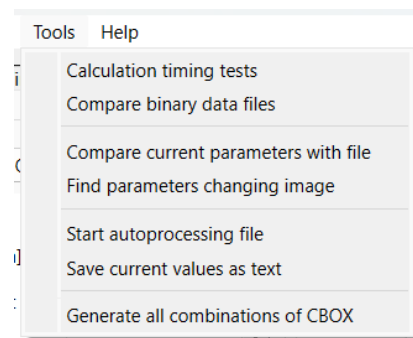 Tools Help
Calculation timing tests
Compare binary data files
Compare current parameters with file
Find parameters changing image
Start autoprocessing file
Save current values as text
Generate all combinations of CBOX